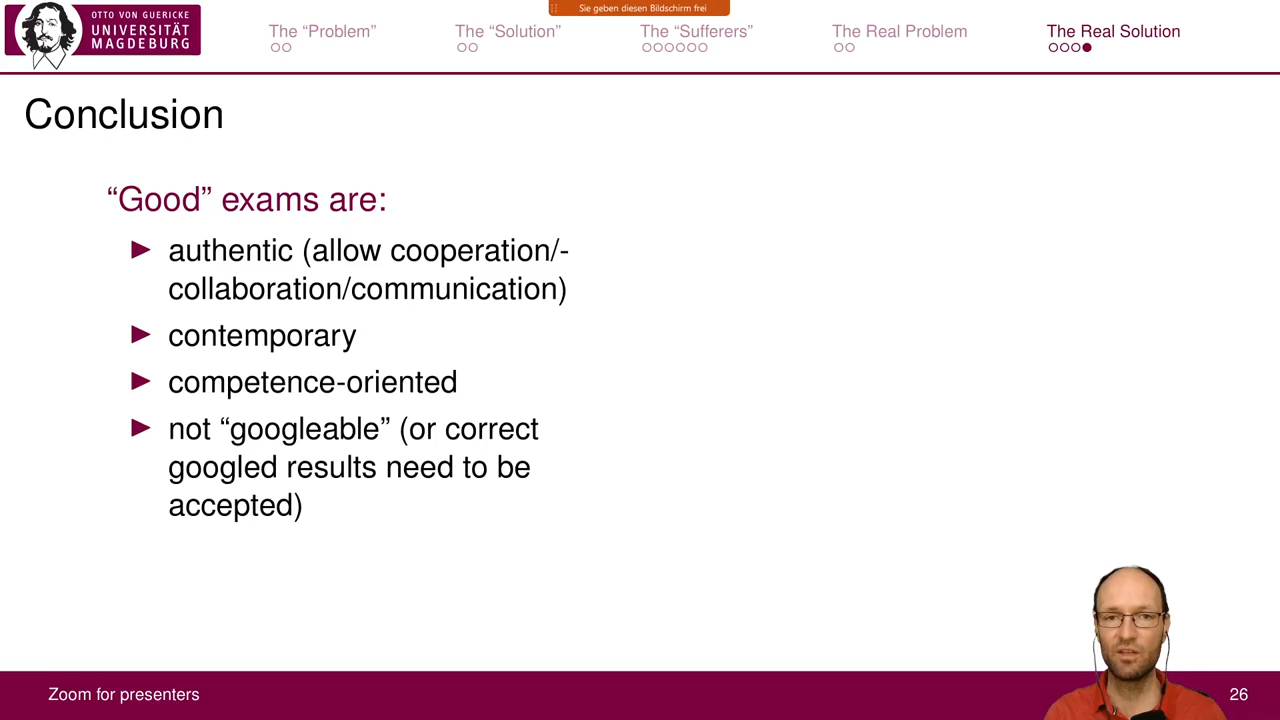 Sie geben diesen Bildschirm frei
OTTO VON GUERICKE
UNIVERSITÄT
MAGDEBURG
The “Problem”
The “Solution”
The “Sufferers”
The Real Problem
The Real Solution
Conclusion
“Good” exams are:
authentic (allow cooperation/-
collaboration/communication)
contemporary
competence-oriented
not “googleable” (or correct
googled results need to be
accepted)
Zoom for presenters
26